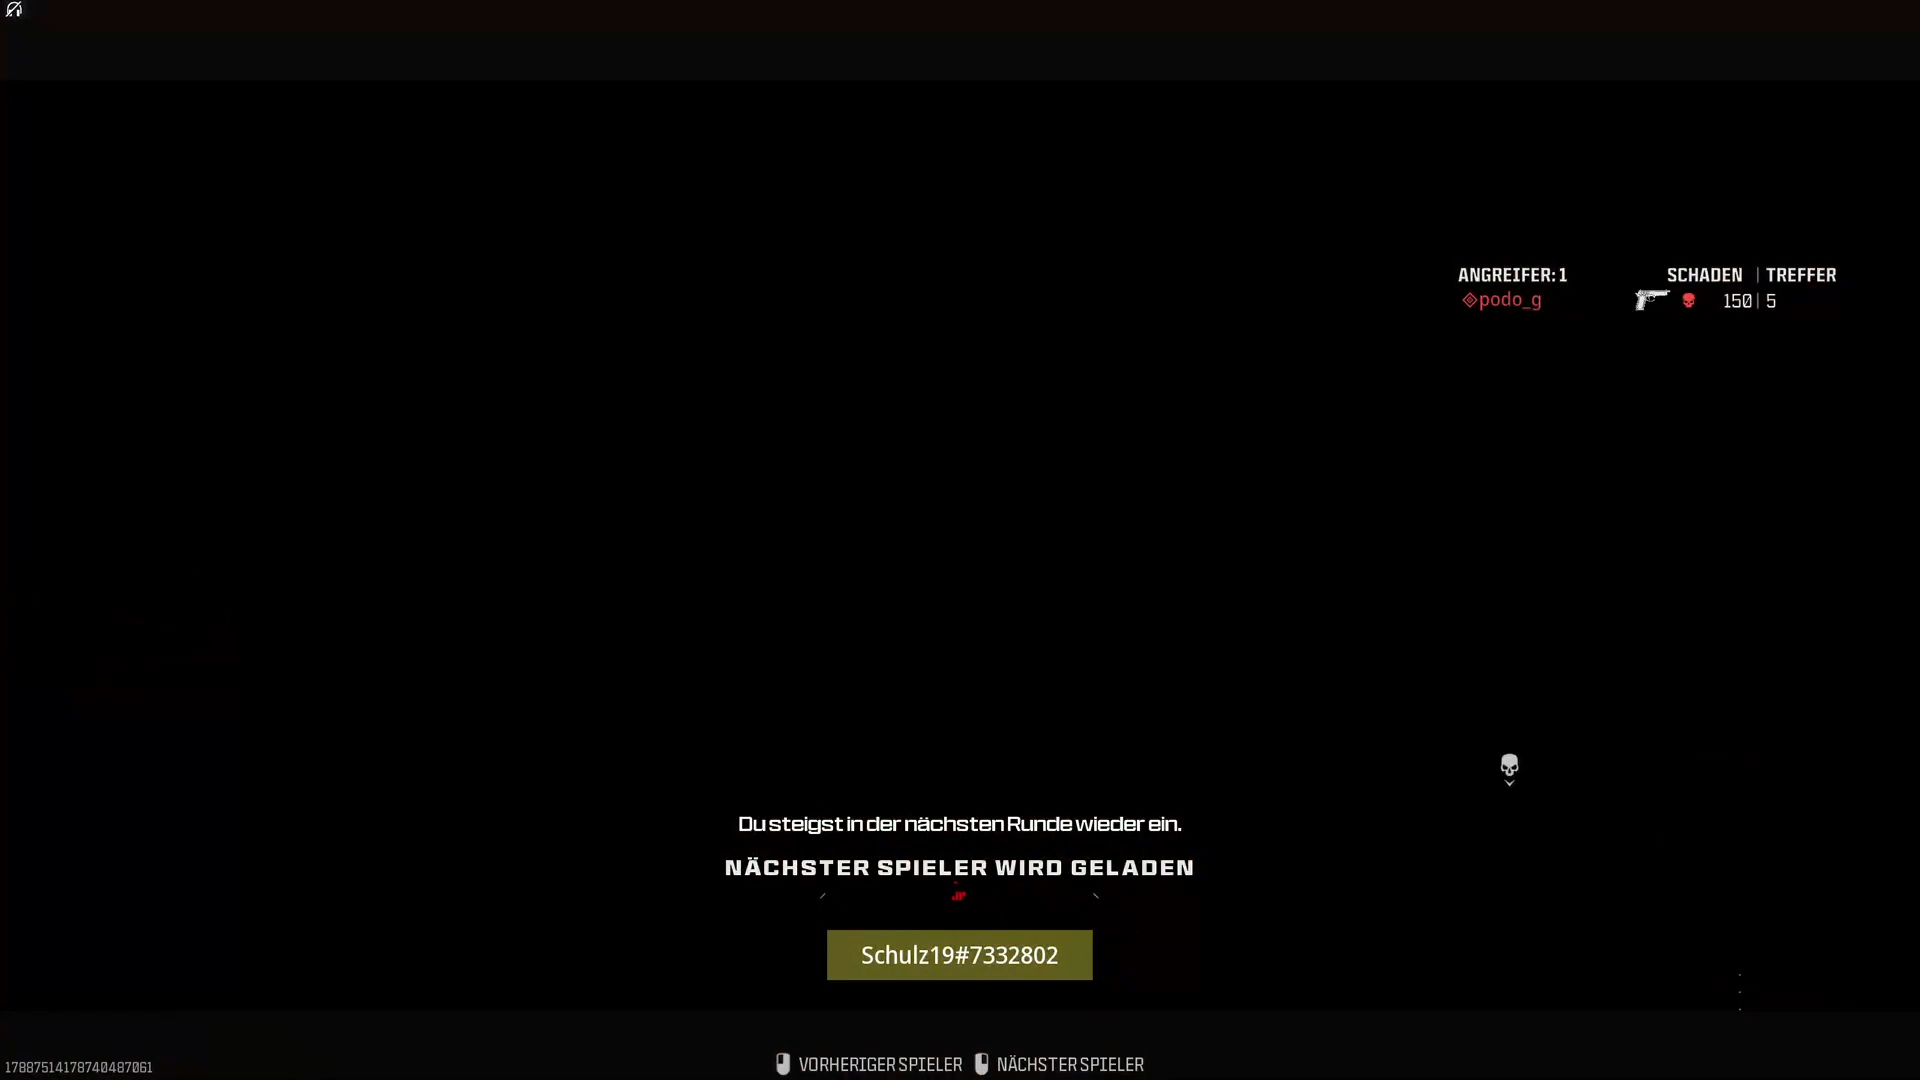 ANGREIFER: 1 SCHADEN | TREFFER
podo_g 150 | 5
Du steigst in der nächsten Runde wieder ein.
NÄCHSTER SPIELER WIRD GELADEN
Schulz19#7332802
VORHERIGER SPIELER NÄCHSTER SPIELER
17887514178740487061